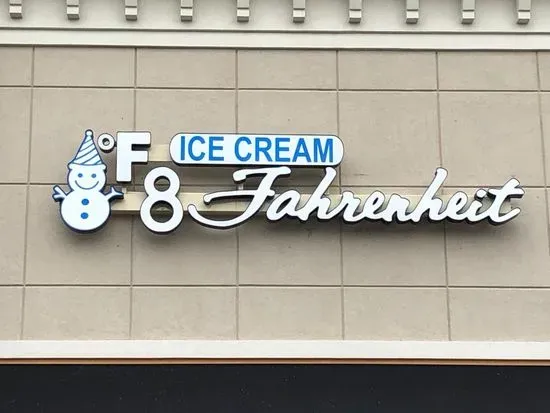 °F ICE CREAM
8 Fahrenheit